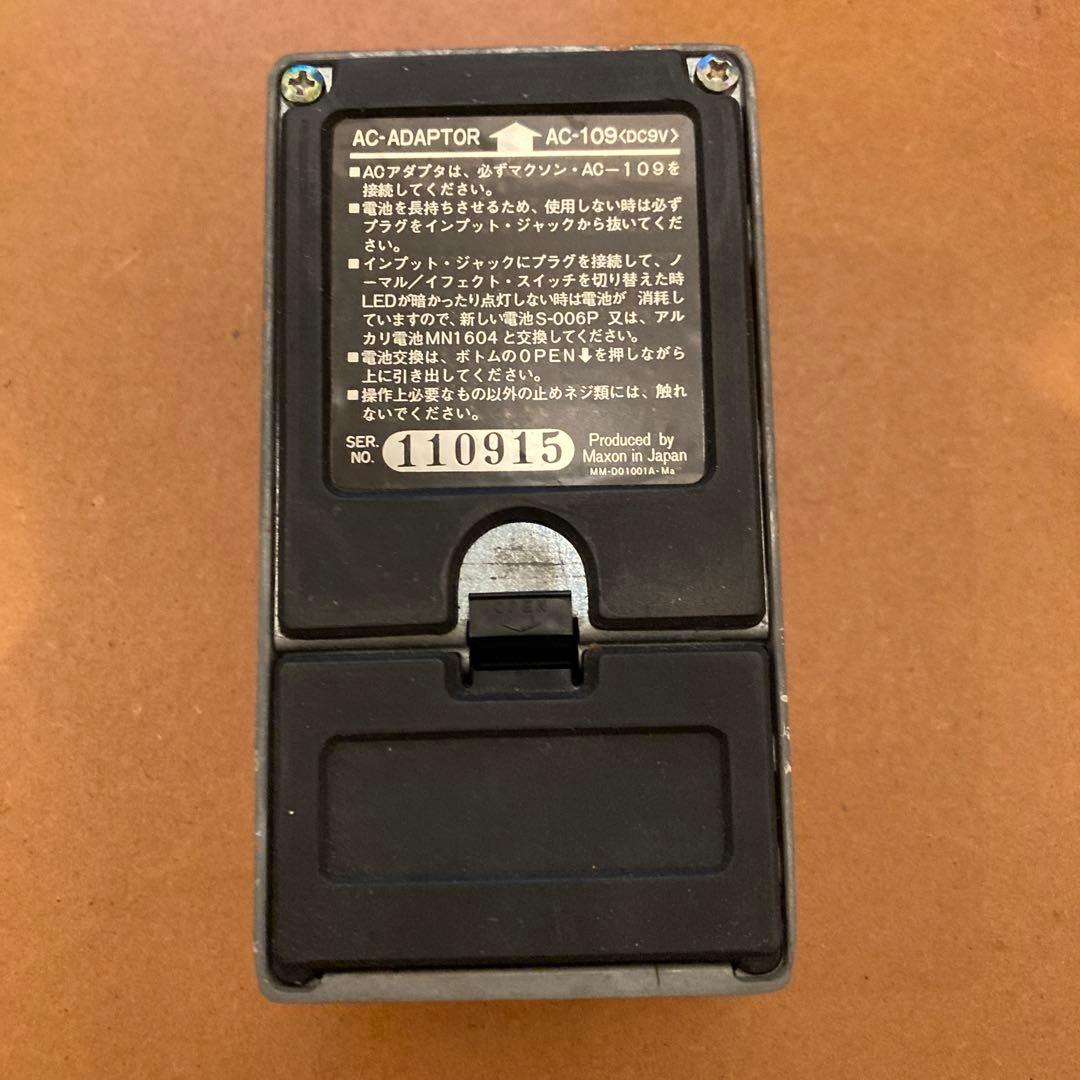 AC-ADAPTOR AC-109<DC9V>
■ACアダプタは、必ずマクソン・AC−109を
接続してください。
■電池を長持ちさせるため、使用しない時は必ず
プラグをインプット・ジャックから抜いてくだ
さい。
■インプット・ジャックにプラグを接続して、ノ
ーマル/イフェクト・スイッチを切り替えた時
LEDが暗かったり点灯しない時は電池が 消耗し
ていますので、新しい電池S-006P 又は、アル
カリ電池MN1604と交換してください。
■電池交換は、ボトムのOPEN⬇を押しながら
上に引き出してください。
■操作上必要なもの以外の止めネジ類には、触れ
ないでください。
SER. NO. 110915
Produced by
Maxon in Japan
MM-D01001A-Ma
OPEN